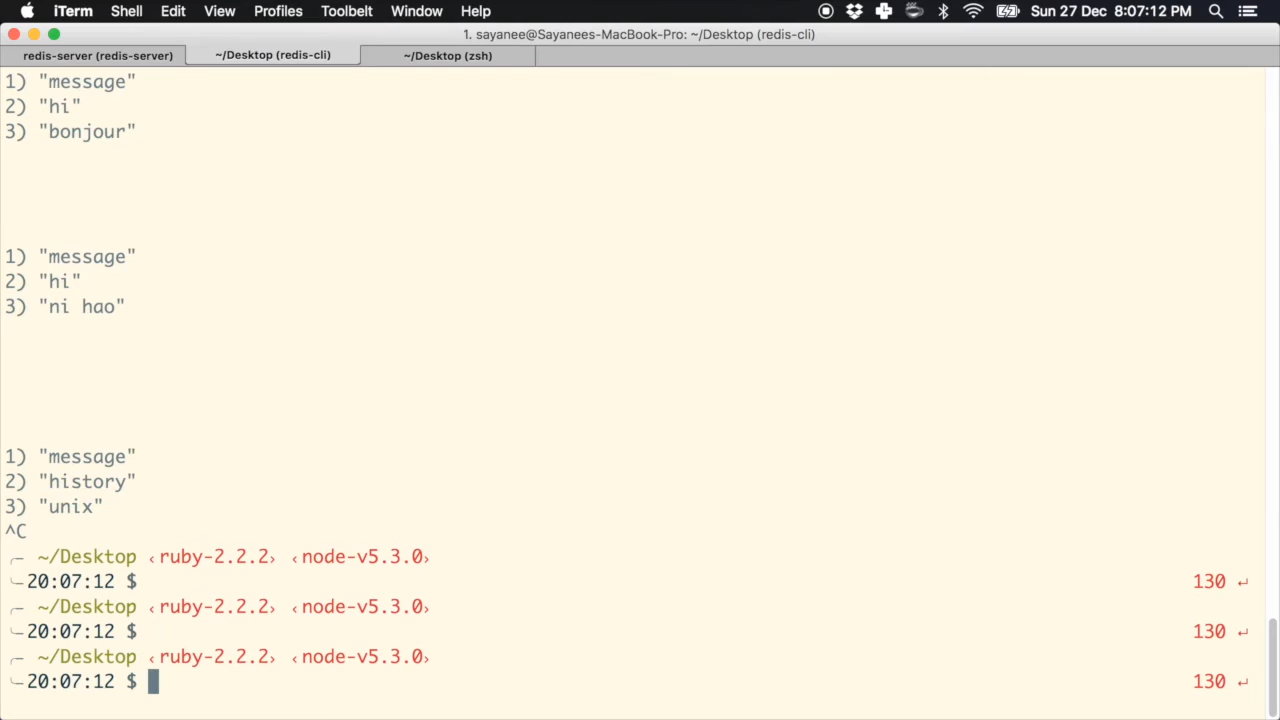 iTerm Shell Edit View Profiles Toolbelt Window Help Sun 27 Dec 8:07:12 PM
1. sayanee@Sayanees-MacBook-Pro: ~/Desktop (redis-cli)
redis-server (redis-server) ~/Desktop (redis-cli) ~/Desktop (zsh)
1) "message"
2) "hi"
3) "bonjour"
1) "message"
2) "hi"
3) "ni hao"
1) "message"
2) "history"
3) "unix"
^C
╭─ ~/Desktop ‹ruby-2.2.2› ‹node-v5.3.0›
╰─20:07:12 $ 130 ↵
╭─ ~/Desktop ‹ruby-2.2.2› ‹node-v5.3.0›
╰─20:07:12 $ 130 ↵
╭─ ~/Desktop ‹ruby-2.2.2› ‹node-v5.3.0›
╰─20:07:12 $ 130 ↵